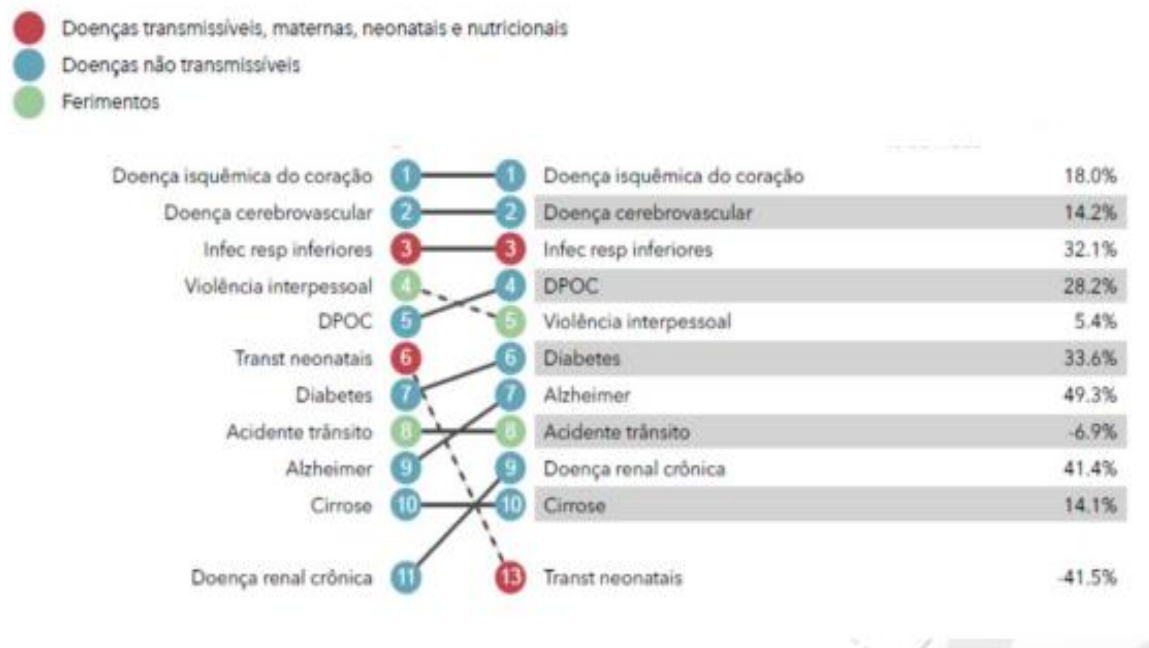 Doenças transmissíveis, maternas, neonatais e nutricionais
Doenças não transmissíveis
Ferimentos
Doença isquêmica do coração 1 1 Doença isquêmica do coração 18.0%
Doença cerebrovascular 2 2 Doença cerebrovascular 14.2%
Infec resp inferiores 3 3 Infec resp inferiores 32.1%
Violência interpessoal 4 4 DPOC 28.2%
DPOC 5 5 Violência interpessoal 5.4%
Transt neonatais 6 6 Diabetes 33.6%
Diabetes 7 7 Alzheimer 49.3%
Acidente trânsito 8 8 Acidente trânsito -6.9%
Alzheimer 9 9 Doença renal crônica 41.4%
Cirrose 10 10 Cirrose 14.1%
Doença renal crônica 11 13 Transt neonatais -41.5%